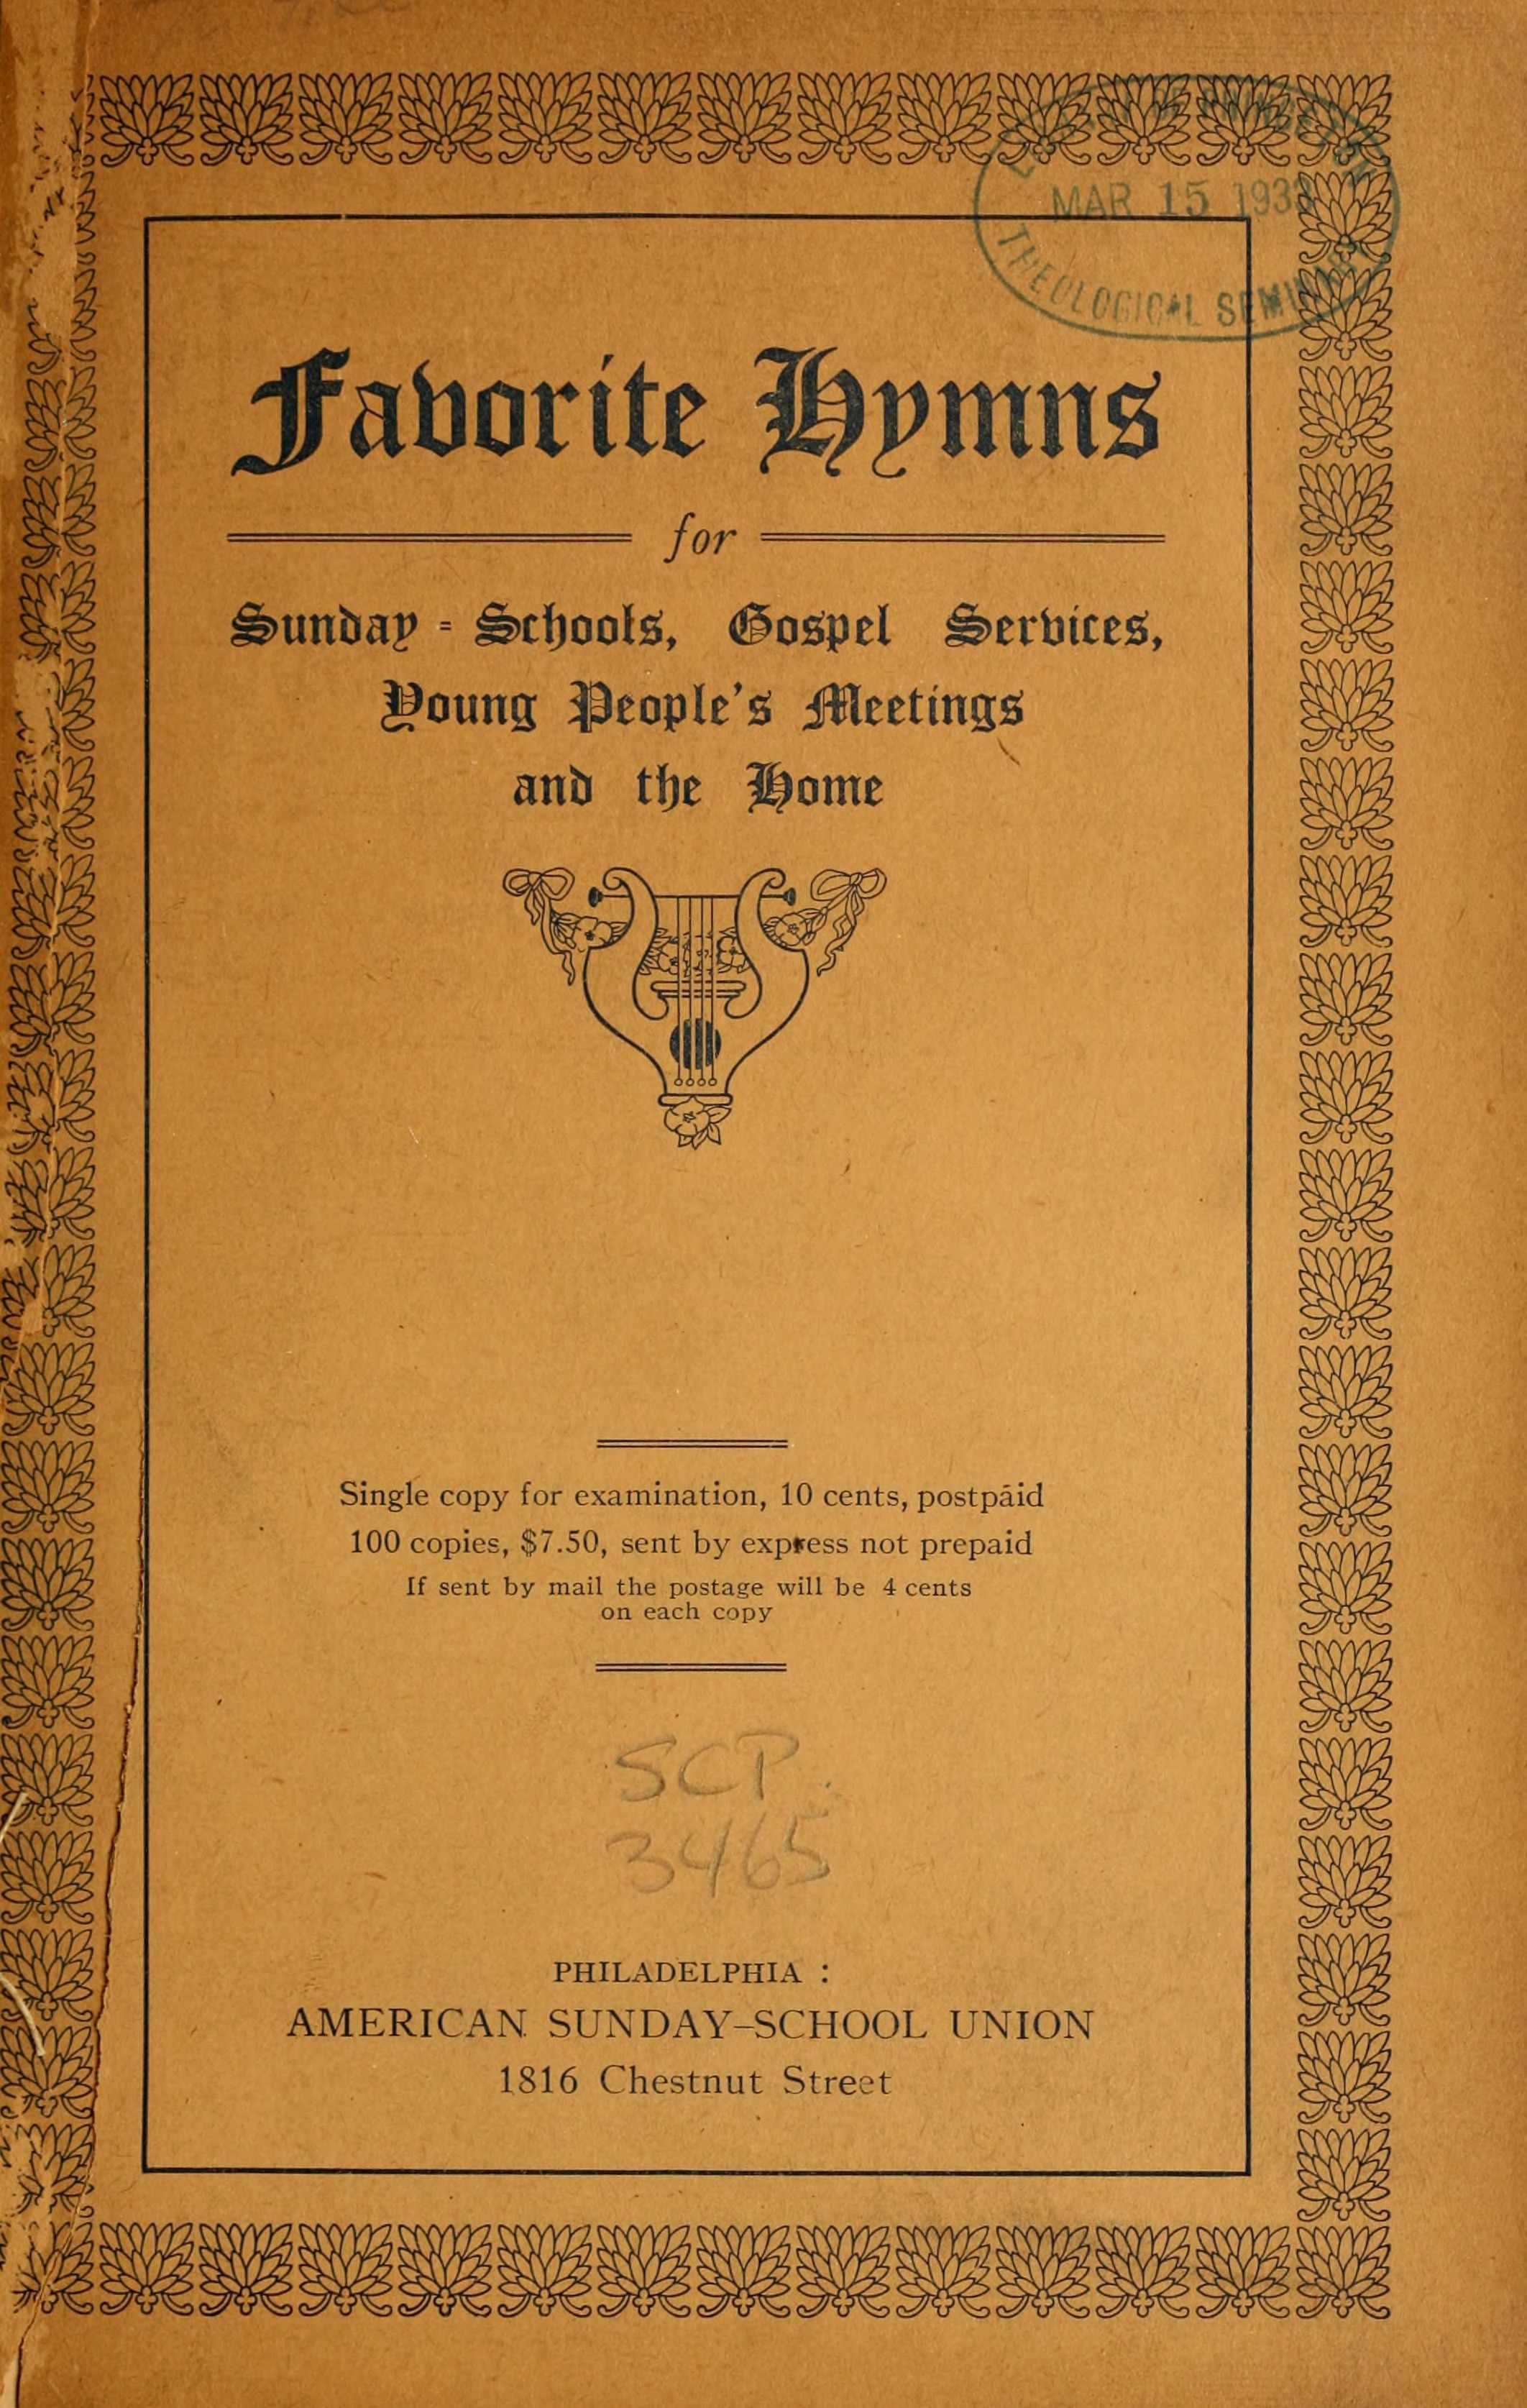 MAR 15 193
THEOLOGICAL SEMINARY
Favorite Hymns
for
Sunday-Schools, Gospel Services,
Young People's Meetings
and the Home
Single copy for examination, 10 cents, postpaid
100 copies, $7.50, sent by express not prepaid
If sent by mail the postage will be 4 cents
on each copy
SCP
3465
PHILADELPHIA :
AMERICAN SUNDAY-SCHOOL UNION
1816 Chestnut Street